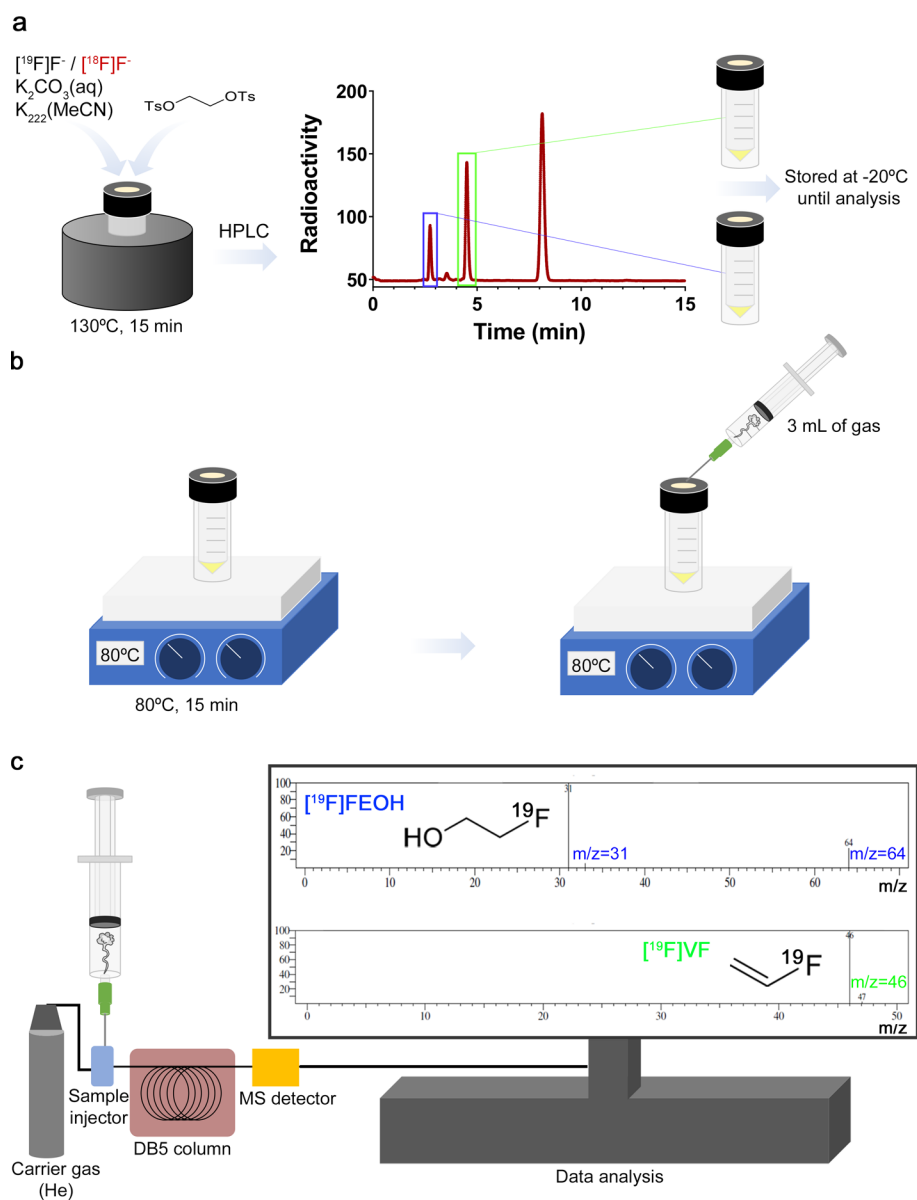 a
[¹⁹F]F⁻ / [¹⁸F]F⁻
K₂CO₃(aq)
K₂₂₂(MeCN)
TsO
OTs
130ºC, 15 min
HPLC
Radioactivity
200
150
100
50
0
5
10
15
Time (min)
Stored at -20ºC
until analysis
b
80ºC
80ºC, 15 min
3 mL of gas
80ºC
c
100
80
60
40
20
[¹⁹F]FEOH
HO
¹⁹F
31
m/z=31
64
m/z=64
0
10
20
30
40
50
60
m/z
100
80
60
40
20
[¹⁹F]VF
¹⁹F
46
m/z=46
47
0
10
20
30
40
50
m/z
Sample
injector
DB5 column
MS detector
Carrier gas
(He)
Data analysis